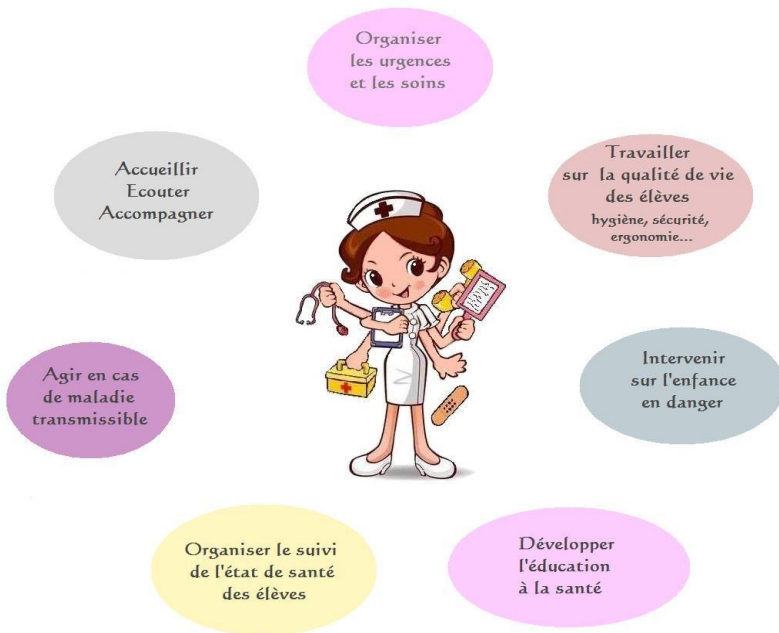 Organiser
les urgences
et les soins
Travailler
sur la qualité de vie
des élèves
hygiène, sécurité,
ergonomie...
Intervenir
sur l'enfance
en danger
Développer
l'éducation
à la santé
Organiser le suivi
de l'état de santé
des élèves
Agir en cas
de maladie
transmissible
Accueillir
Ecouter
Accompagner